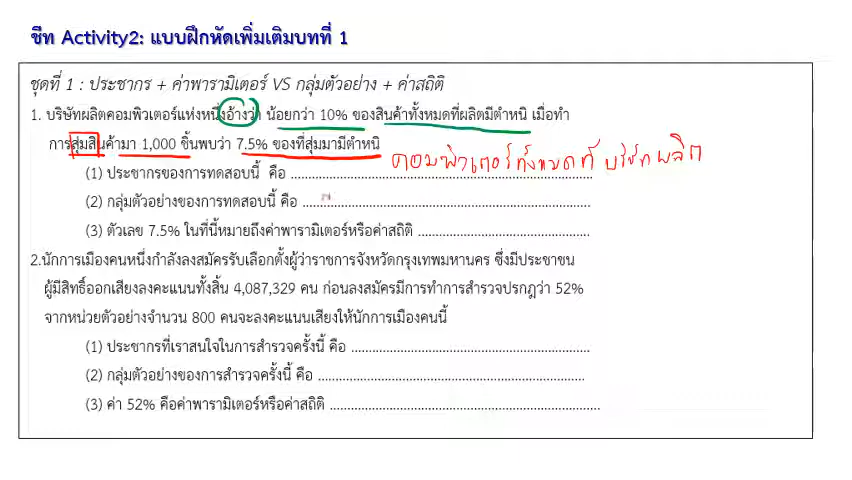 ชีท Activity2: แบบฝึกหัดเพิ่มเติมบทที่ 1
ชุดที่ 1 : ประชากร + ค่าพารามิเตอร์ VS กลุ่มตัวอย่าง + ค่าสถิติ
1. บริษัทผลิตคอมพิวเตอร์แห่งหนึ่งอ้างว่า น้อยกว่า 10% ของสินค้าทั้งหมดที่ผลิตมีตำหนิ เมื่อทำ
การสุ่มสินค้ามา 1,000 ชิ้นพบว่า 7.5% ของที่สุ่มมามีตำหนิ
คอมพิวเตอร์ทั้งหมดที่ บริษัทผลิต
(1) ประชากรของการทดสอบนี้ คือ ........................................................................
(2) กลุ่มตัวอย่างของการทดสอบนี้ คือ ....................................................................
(3) ตัวเลข 7.5% ในที่นี้หมายถึงค่าพารามิเตอร์หรือค่าสถิติ ..........................................
2.นักการเมืองคนหนึ่งกำลังลงสมัครรับเลือกตั้งผู้ว่าราชการจังหวัดกรุงเทพมหานคร ซึ่งมีประชาชน
ผู้มีสิทธิ์ออกเสียงลงคะแนนทั้งสิ้น 4,087,329 คน ก่อนลงสมัครมีการทำการสำรวจปรากฏว่า 52%
จากหน่วยตัวอย่างจำนวน 800 คนจะลงคะแนนเสียงให้นักการเมืองคนนี้
(1) ประชากรที่เราสนใจในการสำรวจครั้งนี้ คือ ..........................................................
(2) กลุ่มตัวอย่างของการสำรวจครั้งนี้ คือ .................................................................
(3) ค่า 52% คือค่าพารามิเตอร์หรือค่าสถิติ .................................................................